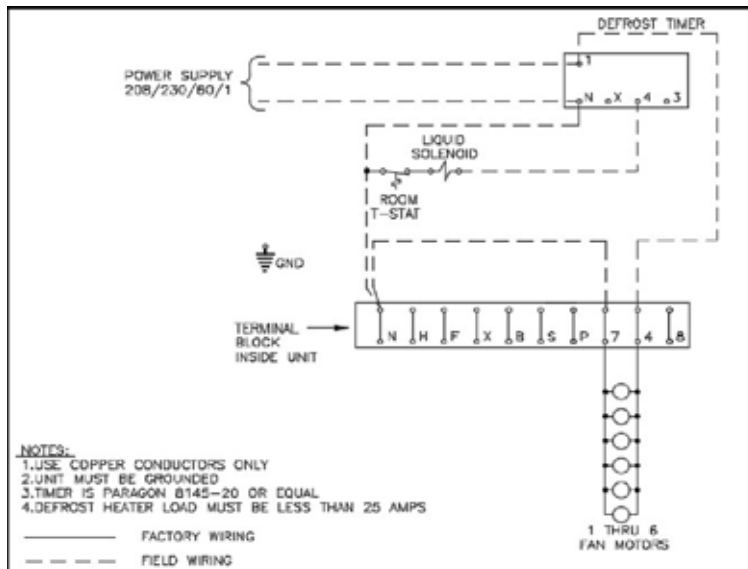 DEFROST TIMER
POWER SUPPLY
208/230/60/1
1
N X 4 3
LIQUID
SOLENOID
ROOM
T-STAT
GND
TERMINAL
BLOCK
INSIDE UNIT
N H F X B S P 7 4 8
NOTES:
1.USE COPPER CONDUCTORS ONLY
2.UNIT MUST BE GROUNDED
3.TIMER IS PARAGON 8145-20 OR EQUAL
4.DEFROST HEATER LOAD MUST BE LESS THAN 25 AMPS
1 THRU 6
FAN MOTORS
FACTORY WIRING
FIELD WIRING